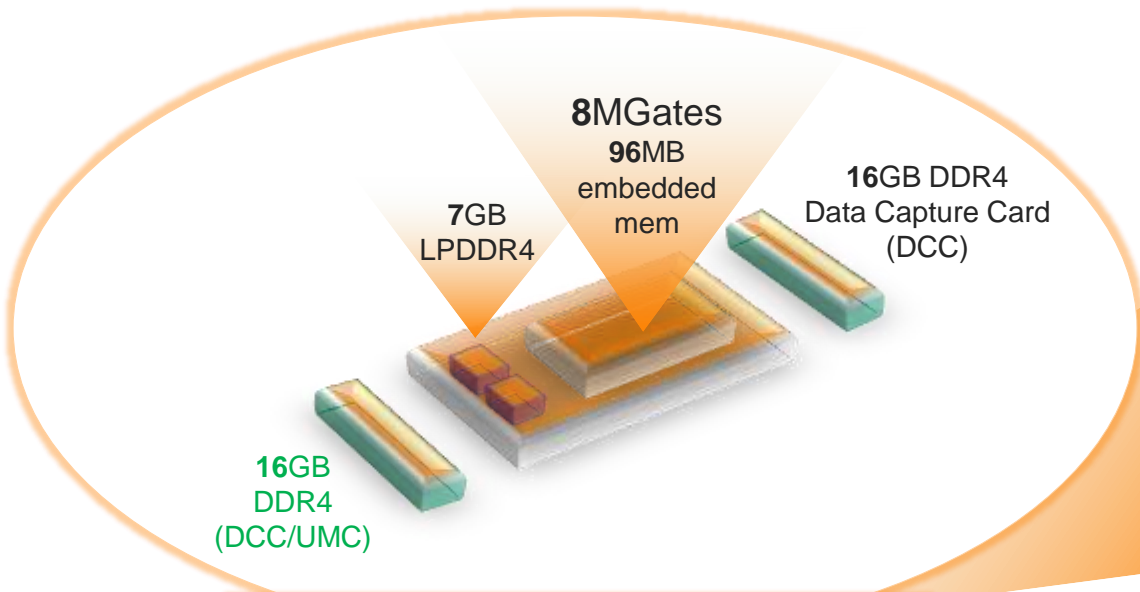 8MGates
96MB
embedded
mem
7GB
LPDDR4
16GB DDR4
Data Capture Card
(DCC)
16GB
DDR4
(DCC/UMC)